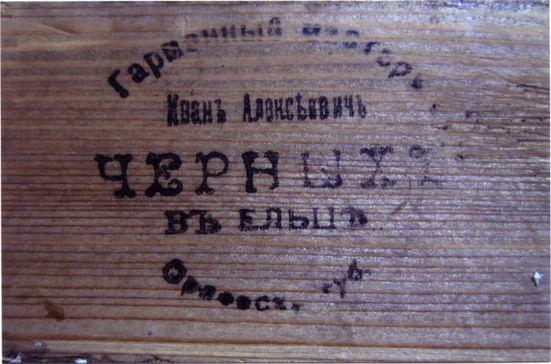 Гармонный мастеръ
Иванъ Алексѣевичъ
ЧЕРНЫХЪ
ВЪ ЕЛЬЦѢ
Орловск. губ.